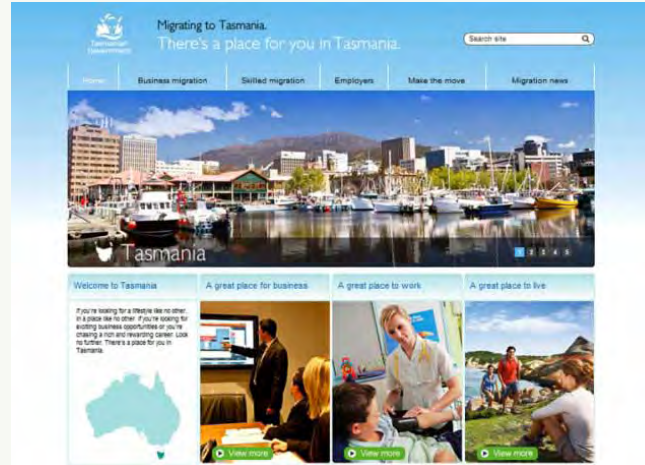 Tasmanian
Government
Migrating to Tasmania.
There's a place for you in Tasmania.
Search site
Home
Business migration
Skilled migration
Employers
Make the move
Migration news
Tasmania
1 2 3 4 5
Welcome to Tasmania
A great place for business
A great place to work
A great place to live
If you're looking for a lifestyle like no other,
in a place like no other. If you're looking for
exciting business opportunities or you're
chasing a rich and rewarding career. Look
no further. There's a place for you in
Tasmania.
View more
View more
View more